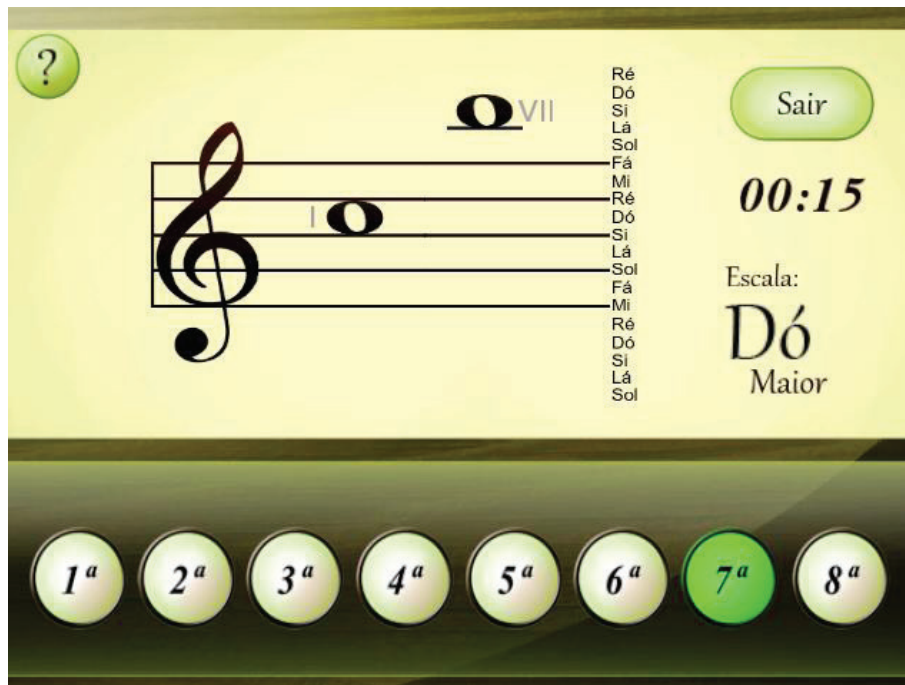 ?
VII
I
Ré
Dó
Si
Lá
Sol
Fá
Mi
Ré
Dó
Si
Lá
Sol
Fá
Mi
Ré
Dó
Si
Lá
Sol
Sair
00:15
Escala:
Dó
Maior
1ª
2ª
3ª
4ª
5ª
6ª
7ª
8ª